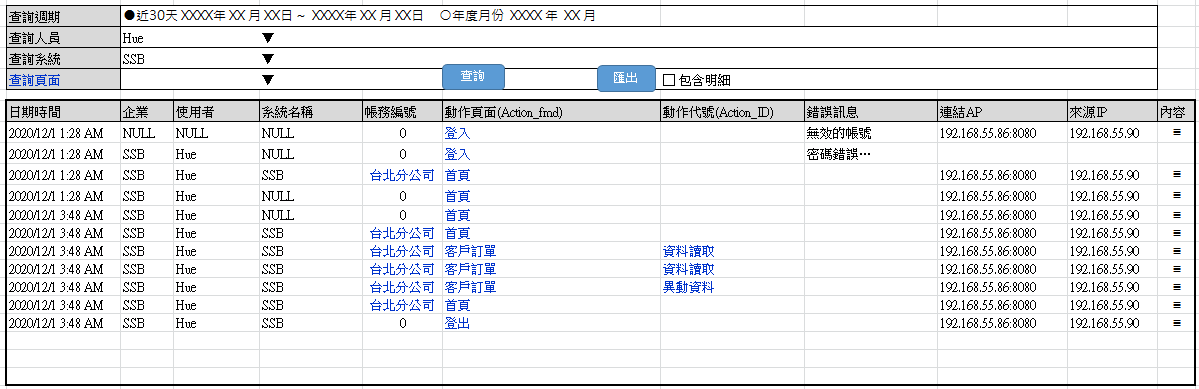 查詢週期 ●近30天 XXXX年 XX 月 XX日 ~ XXXX年 XX 月 XX日 ○年度月份 XXXX 年 XX 月
查詢人員 Hue ▼
查詢系統 SSB ▼
查詢頁面 ▼ 查詢 匯出 □ 包含明細
日期時間 企業 使用者 系統名稱 帳務編號 動作頁面(Action_fmd) 動作代號(Action_ID) 錯誤訊息 連結AP 來源IP 內容
2020/12/1 1:28 AM NULL NULL NULL 0 登入 無效的帳號 192.168.55.86:8080 192.168.55.90 ≡
2020/12/1 1:28 AM SSB Hue NULL 0 登入 密碼錯誤… ≡
2020/12/1 1:28 AM SSB Hue SSB 台北分公司 首頁 192.168.55.86:8080 192.168.55.90 ≡
2020/12/1 1:28 AM SSB Hue NULL 0 首頁 192.168.55.86:8080 192.168.55.90 ≡
2020/12/1 3:48 AM SSB Hue NULL 0 首頁 192.168.55.86:8080 192.168.55.90 ≡
2020/12/1 3:48 AM SSB Hue SSB 台北分公司 首頁 192.168.55.86:8080 192.168.55.90 ≡
2020/12/1 3:48 AM SSB Hue SSB 台北分公司 客戶訂單 資料讀取 192.168.55.86:8080 192.168.55.90 ≡
2020/12/1 3:48 AM SSB Hue SSB 台北分公司 客戶訂單 資料讀取 192.168.55.86:8080 192.168.55.90 ≡
2020/12/1 3:48 AM SSB Hue SSB 台北分公司 客戶訂單 異動資料 192.168.55.86:8080 192.168.55.90 ≡
2020/12/1 3:48 AM SSB Hue SSB 台北分公司 首頁 192.168.55.86:8080 192.168.55.90 ≡
2020/12/1 3:48 AM SSB Hue SSB 0 登出 192.168.55.86:8080 192.168.55.90 ≡